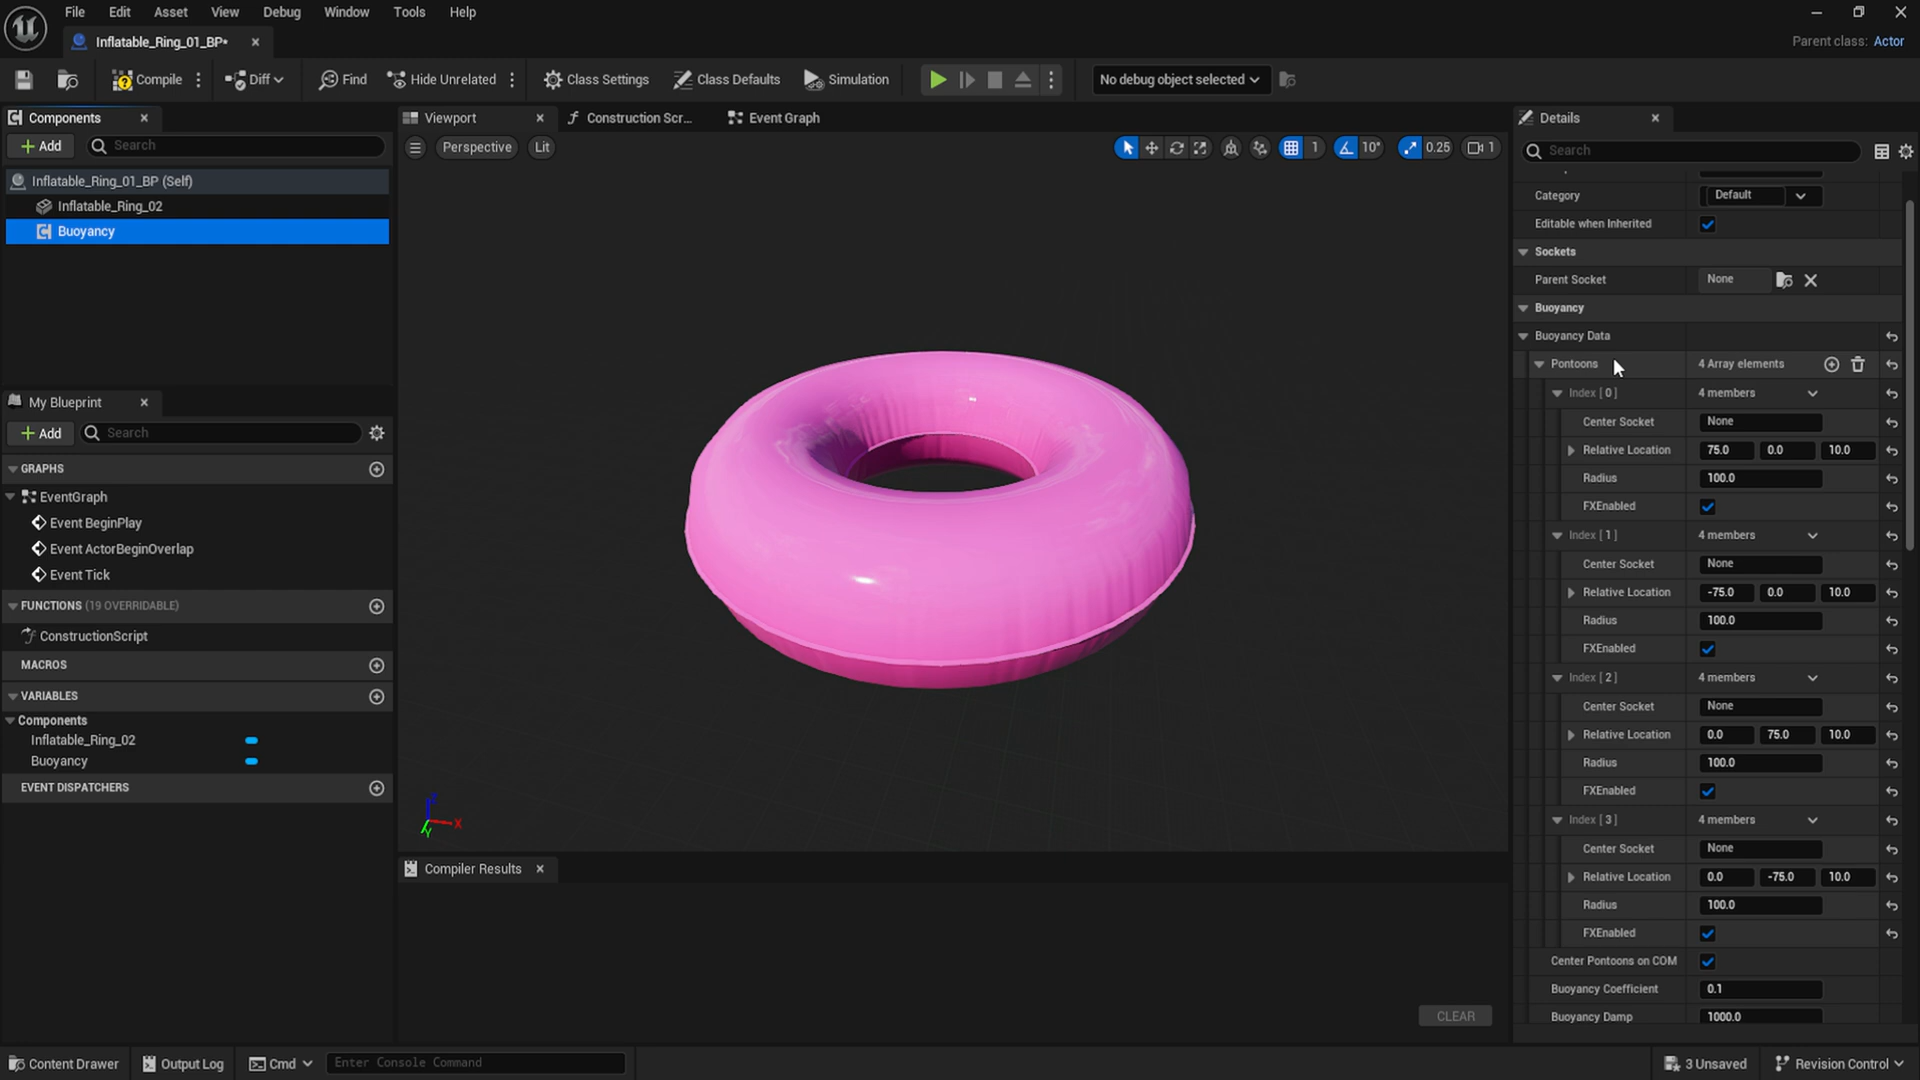 File Edit Asset View Debug Window Tools Help
Inflatable_Ring_01_BP*
Parent class: Actor
Compile Diff Find Hide Unrelated Class Settings Class Defaults Simulation No debug object selected
Components
Add Search
Inflatable_Ring_01_BP (Self)
Inflatable_Ring_02
Buoyancy
My Blueprint
Add Search
GRAPHS
EventGraph
Event BeginPlay
Event ActorBeginOverlap
Event Tick
FUNCTIONS (19 OVERRIDABLE)
ConstructionScript
MACROS
VARIABLES
Components
Inflatable_Ring_02
Buoyancy
EVENT DISPATCHERS
Viewport Construction Scr... Event Graph
Perspective Lit 1 10° 0.25 1
X
Y
Compiler Results
CLEAR
Details
Search
Category Default
Editable when Inherited
Sockets
Parent Socket None
Buoyancy
Buoyancy Data
Pontoons 4 Array elements
Index [ 0 ] 4 members
Center Socket None
Relative Location 75.0 0.0 10.0
Radius 100.0
FXEnabled
Index [ 1 ] 4 members
Center Socket None
Relative Location -75.0 0.0 10.0
Radius 100.0
FXEnabled
Index [ 2 ] 4 members
Center Socket None
Relative Location 0.0 75.0 10.0
Radius 100.0
FXEnabled
Index [ 3 ] 4 members
Center Socket None
Relative Location 0.0 -75.0 10.0
Radius 100.0
FXEnabled
Center Pontoons on COM
Buoyancy Coefficient 0.1
Buoyancy Damp 1000.0
Content Drawer Output Log Cmd Enter Console Command 3 Unsaved Revision Control